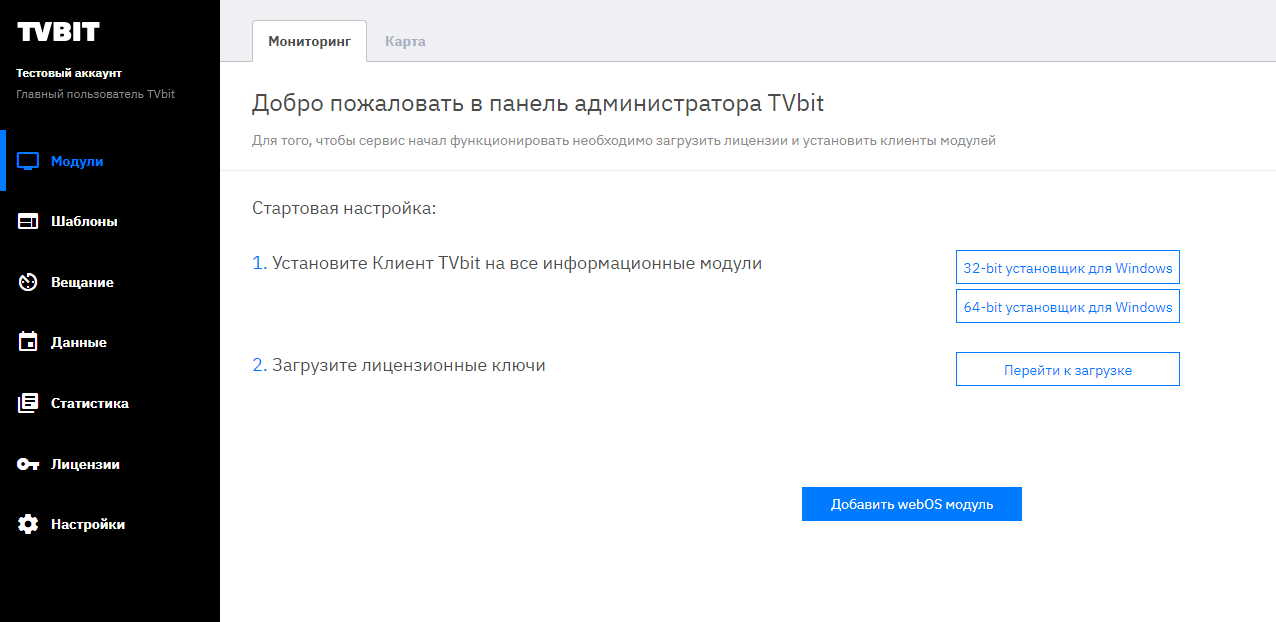 TVBIT
Тестовый аккаунт
Главный пользователь TVbit
Модули
Шаблоны
Вещание
Данные
Статистика
Лицензии
Настройки
Мониторинг
Карта
Добро пожаловать в панель администратора TVbit
Для того, чтобы сервис начал функционировать необходимо загрузить лицензии и установить клиенты модулей
Стартовая настройка:
1. Установите Клиент TVbit на все информационные модули
32-bit установщик для Windows
64-bit установщик для Windows
2. Загрузите лицензионные ключи
Перейти к загрузке
Добавить webOS модуль